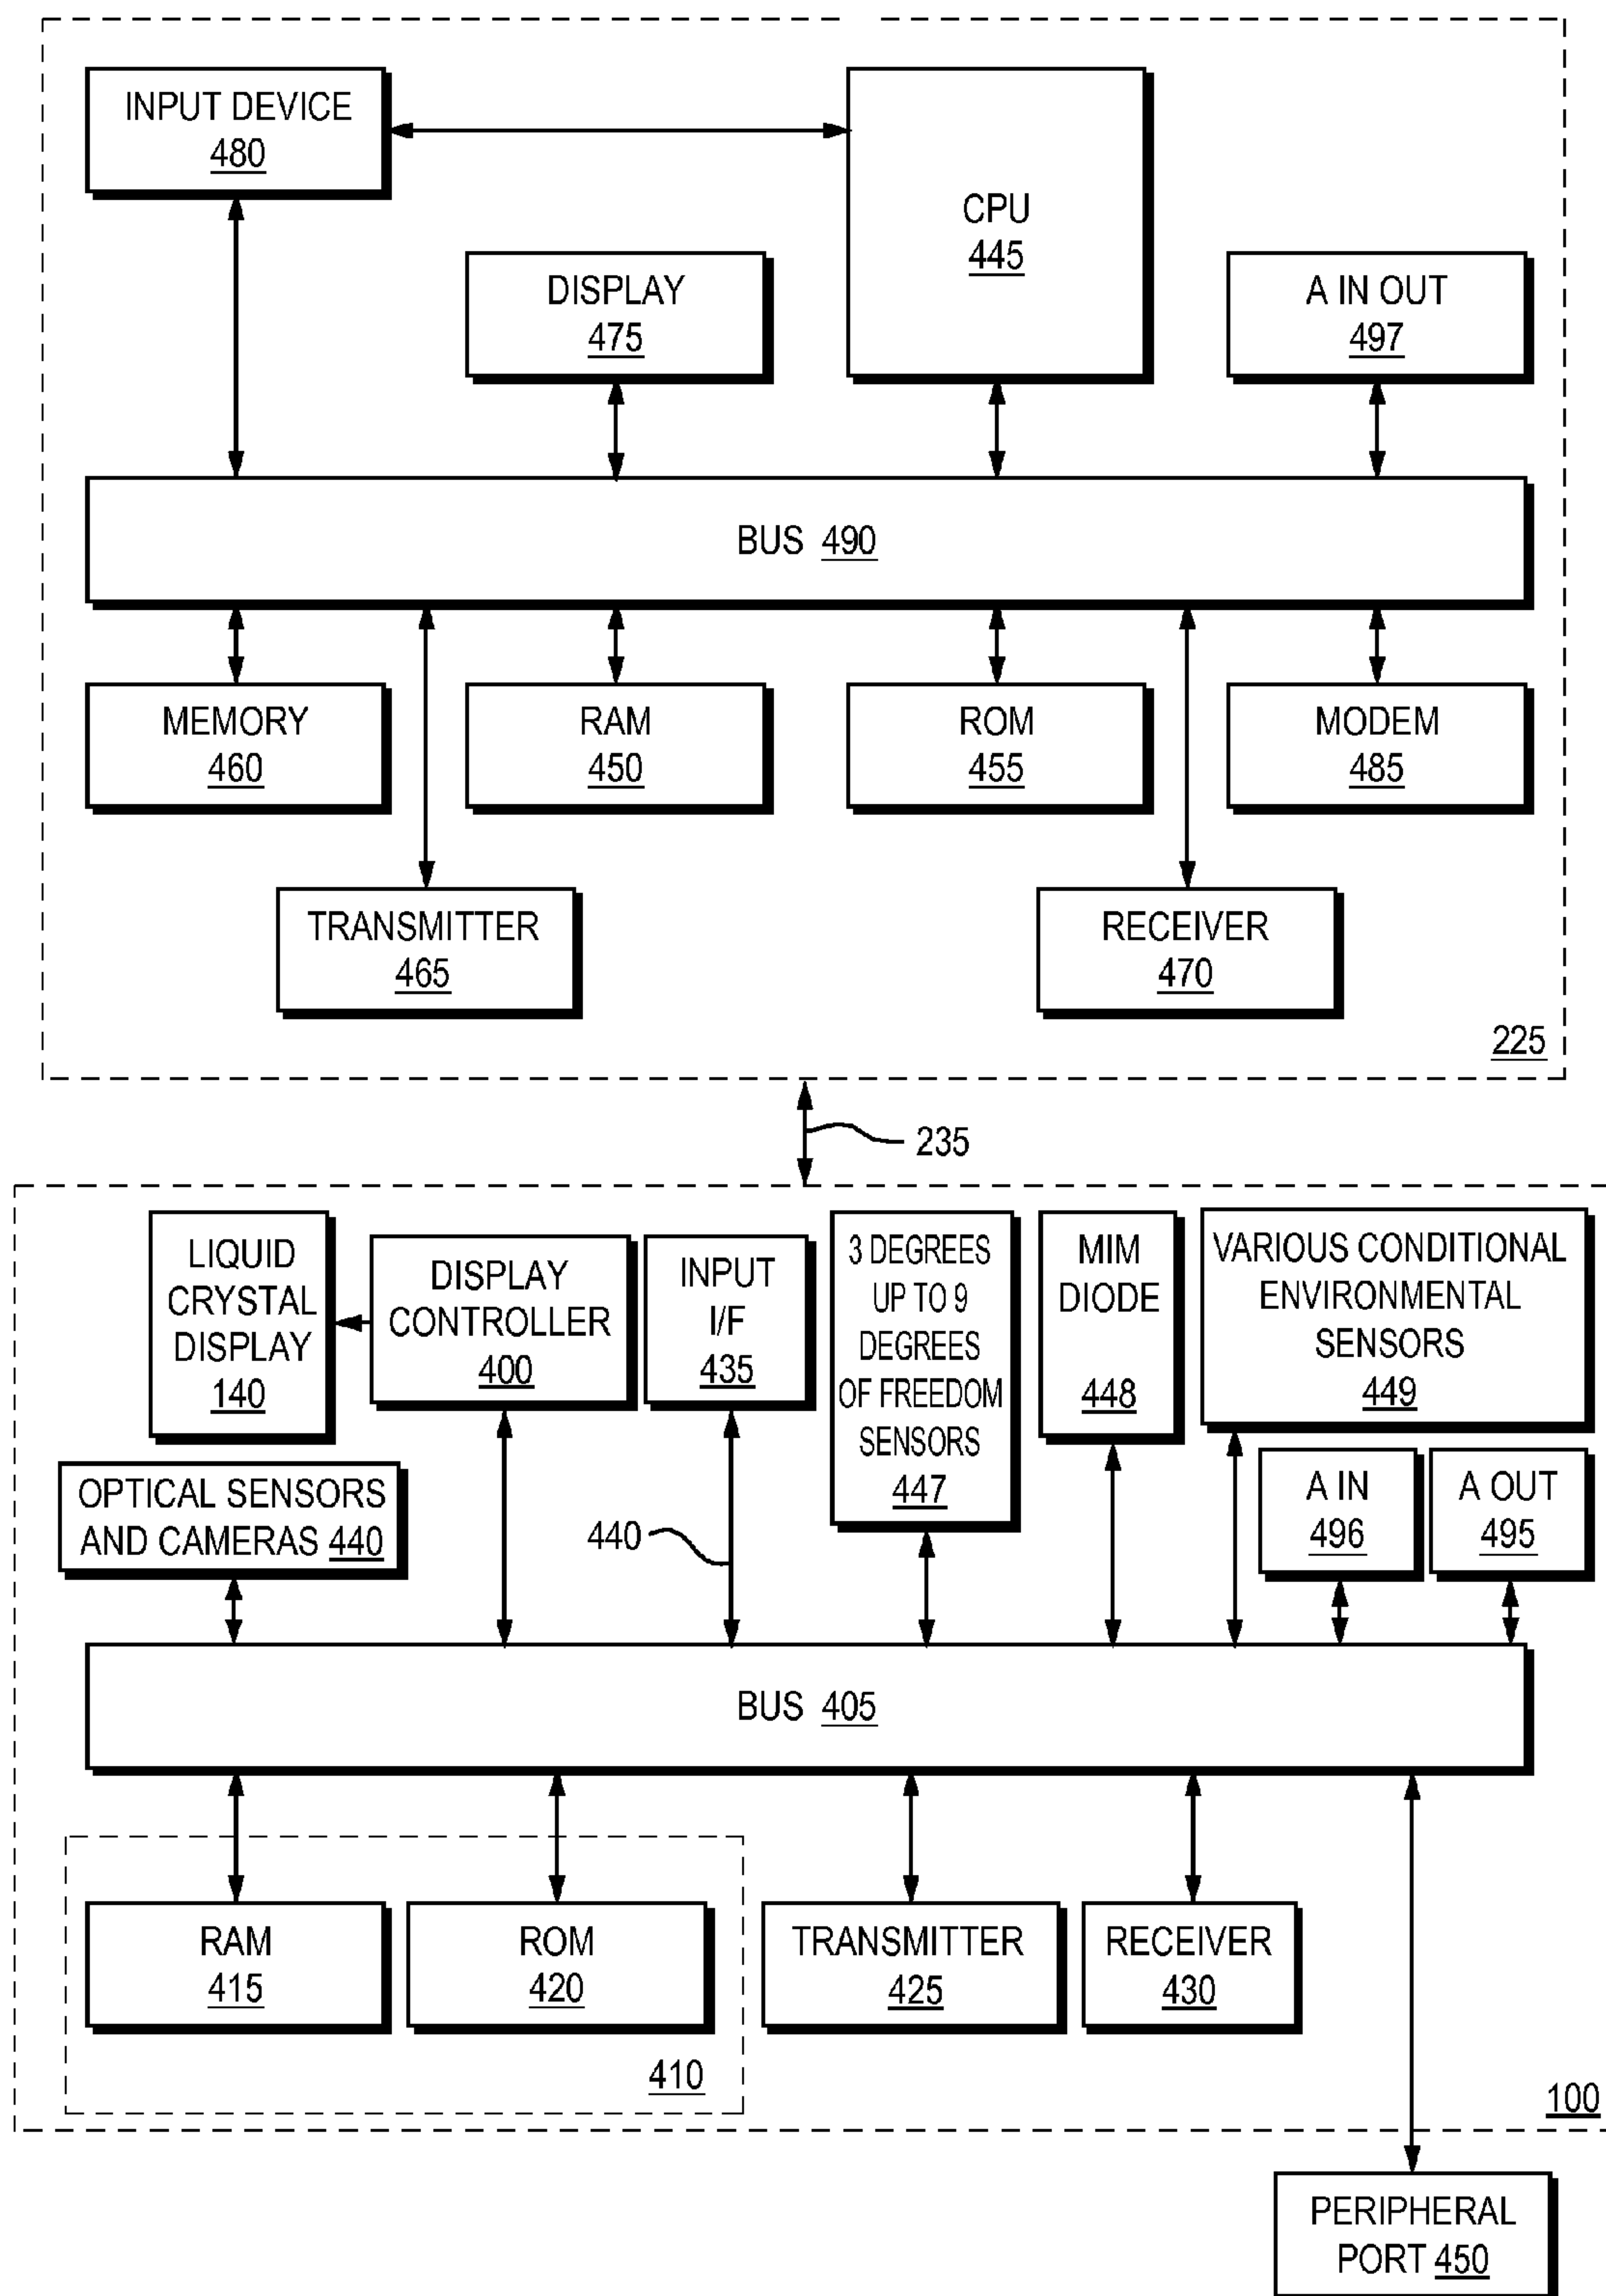 INPUT DEVICE
480
CPU
445
DISPLAY
475
A IN OUT
497
BUS 490
MEMORY
460
RAM
450
ROM
455
MODEM
485
TRANSMITTER
465
RECEIVER
470
225
235
LIQUID
CRYSTAL
DISPLAY
140
DISPLAY
CONTROLLER
400
INPUT
I/F
435
3 DEGREES
UP TO 9
DEGREES
OF FREEDOM
SENSORS
447
MIM
DIODE
448
VARIOUS CONDITIONAL
ENVIRONMENTAL
SENSORS
449
OPTICAL SENSORS
AND CAMERAS 440
440
A IN
496
A OUT
495
BUS 405
RAM
415
ROM
420
TRANSMITTER
425
RECEIVER
430
410
100
PERIPHERAL
PORT 450